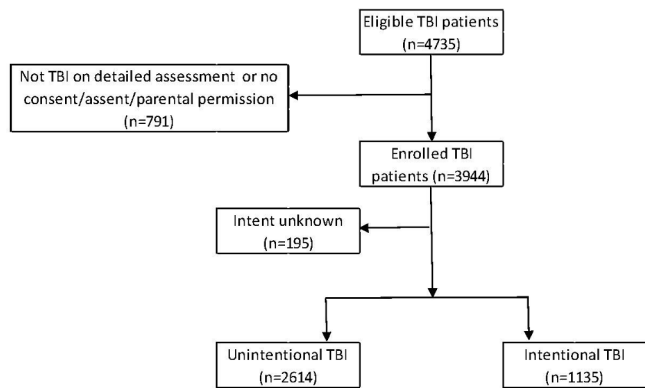 Eligible TBI patients
(n=4735)
Not TBI on detailed assessment or no
consent/assent/parental permission
(n=791)
Enrolled TBI
patients (n=3944)
Intent unknown
(n=195)
Unintentional TBI
(n=2614)
Intentional TBI
(n=1135)